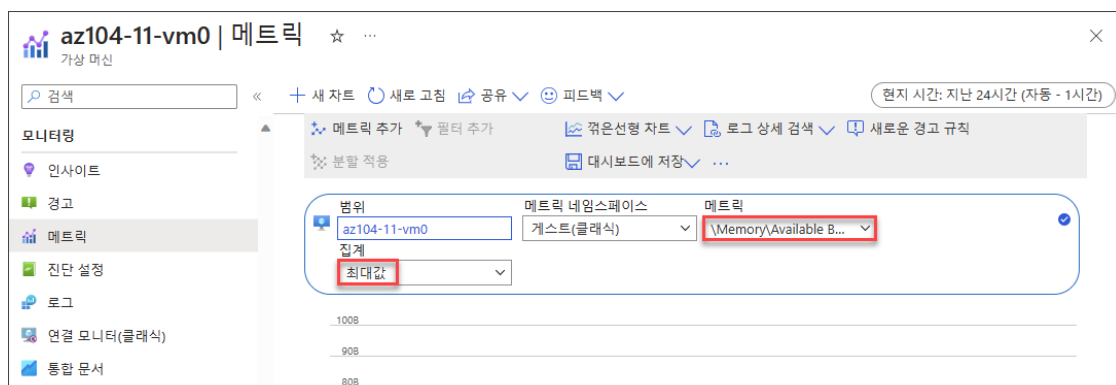 az104-11-vm0 | 메트릭 ☆ ...
가상 머신
검색
«
모니터링
인사이트
경고
메트릭
진단 설정
로그
연결 모니터(클래식)
통합 문서
새 차트 새로 고침 공유 피드백
현지 시간: 지난 24시간 (자동 - 1시간)
메트릭 추가 필터 추가 꺾은선형 차트 로그 상세 검색 새로운 경고 규칙
분할 적용 대시보드에 저장 ...
범위 메트릭 네임스페이스 메트릭
az104-11-vm0 게스트(클래식) \Memory\Available B...
집계
최대값
100B
90B
80B